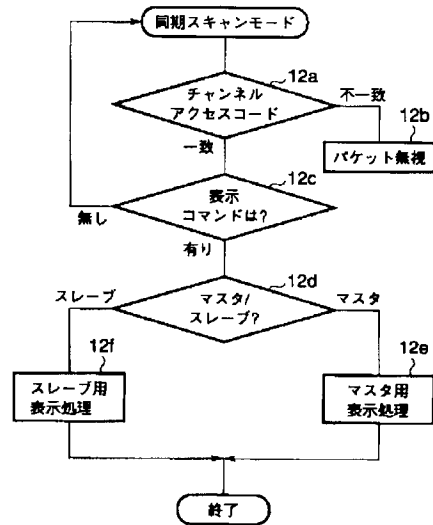 同期スキャンモード
12a
チャンネル
アクセスコード
不一致
12b
パケット無視
一致
12c
表示
コマンドは?
無し
有り
12d
マスタ/
スレーブ?
スレーブ
マスタ
12f
スレーブ用
表示処理
12e
マスタ用
表示処理
終了